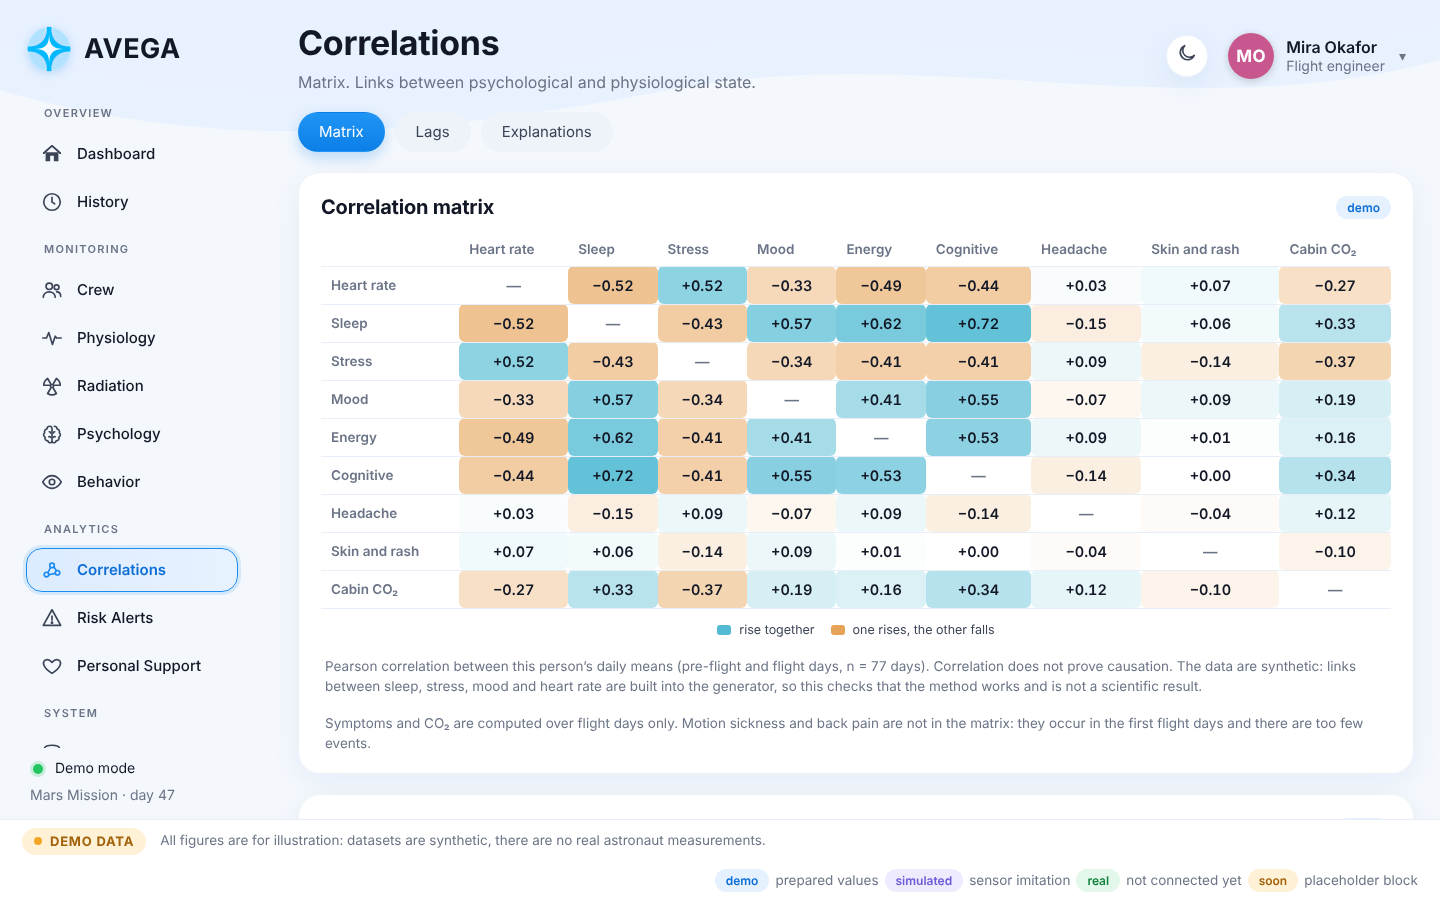 AVEGA
Correlations
Matrix. Links between psychological and physiological state.
MO
Mira Okafor
Flight engineer
OVERVIEW
Dashboard
History
MONITORING
Crew
Physiology
Radiation
Psychology
Behavior
ANALYTICS
Correlations
Risk Alerts
Personal Support
SYSTEM
Demo mode
Mars Mission · day 47
Matrix Lags Explanations
Correlation matrix demo
Heart rate Sleep Stress Mood Energy Cognitive Headache Skin and rash Cabin CO₂
Heart rate — −0.52 +0.52 −0.33 −0.49 −0.44 +0.03 +0.07 −0.27
Sleep −0.52 — −0.43 +0.57 +0.62 +0.72 −0.15 +0.06 +0.33
Stress +0.52 −0.43 — −0.34 −0.41 −0.41 +0.09 −0.14 −0.37
Mood −0.33 +0.57 −0.34 — +0.41 +0.55 −0.07 +0.09 +0.19
Energy −0.49 +0.62 −0.41 +0.41 — +0.53 +0.09 +0.01 +0.16
Cognitive −0.44 +0.72 −0.41 +0.55 +0.53 — −0.14 +0.00 +0.34
Headache +0.03 −0.15 +0.09 −0.07 +0.09 −0.14 — −0.04 +0.12
Skin and rash +0.07 +0.06 −0.14 +0.09 +0.01 +0.00 −0.04 — −0.10
Cabin CO₂ −0.27 +0.33 −0.37 +0.19 +0.16 +0.34 +0.12 −0.10 —
rise together one rises, the other falls
Pearson correlation between this person's daily means (pre-flight and flight days, n = 77 days). Correlation does not prove causation. The data are synthetic: links
between sleep, stress, mood and heart rate are built into the generator, so this checks that the method works and is not a scientific result.
Symptoms and CO₂ are computed over flight days only. Motion sickness and back pain are not in the matrix: they occur in the first flight days and there are too few
events.
DEMO DATA All figures are for illustration: datasets are synthetic, there are no real astronaut measurements.
demo prepared values simulated sensor imitation real not connected yet soon placeholder block